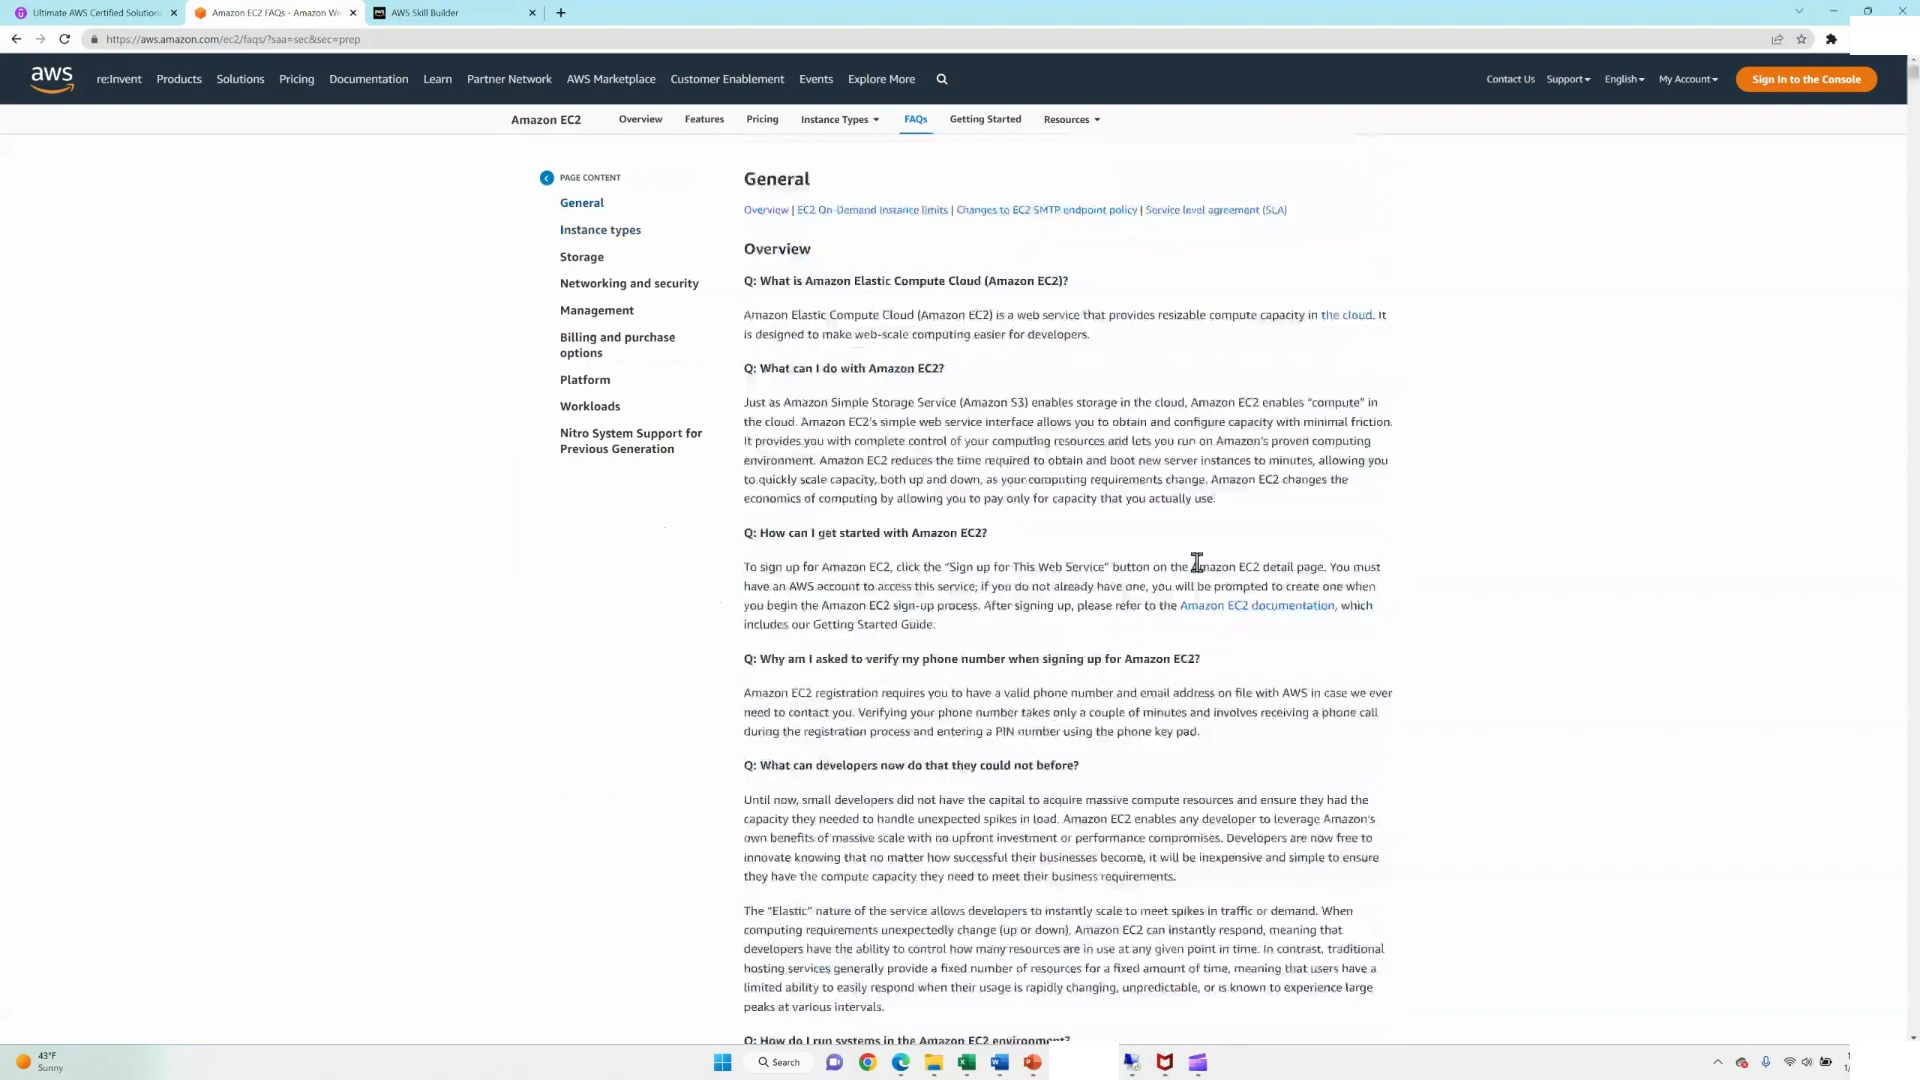 Ultimate AWS Certified Solution
Amazon EC2 FAQs - Amazon We
AWS Skill Builder
https://aws.amazon.com/ec2/faqs/?saa=sec&sec=prep
aws
re:Invent Products Solutions Pricing Documentation Learn Partner Network AWS Marketplace Customer Enablement Events Explore More
Contact Us Support English My Account Sign In to the Console
Amazon EC2 Overview Features Pricing Instance Types FAQs Getting Started Resources
PAGE CONTENT
General
Instance types
Storage
Networking and security
Management
Billing and purchase
options
Platform
Workloads
Nitro System Support for
Previous Generation
General
Overview | EC2 On-Demand Instance limits | Changes to EC2 SMTP endpoint policy | Service level agreement (SLA)
Overview
Q: What is Amazon Elastic Compute Cloud (Amazon EC2)?
Amazon Elastic Compute Cloud (Amazon EC2) is a web service that provides resizable compute capacity in the cloud. It
is designed to make web-scale computing easier for developers.
Q: What can I do with Amazon EC2?
Just as Amazon Simple Storage Service (Amazon S3) enables storage in the cloud, Amazon EC2 enables “compute” in
the cloud. Amazon EC2's simple web service interface allows you to obtain and configure capacity with minimal friction.
It provides you with complete control of your computing resources and lets you run on Amazon's proven computing
environment. Amazon EC2 reduces the time required to obtain and boot new server instances to minutes, allowing you
to quickly scale capacity, both up and down, as your computing requirements change. Amazon EC2 changes the
economics of computing by allowing you to pay only for capacity that you actually use.
Q: How can I get started with Amazon EC2?
To sign up for Amazon EC2, click the “Sign up for This Web Service” button on the Amazon EC2 detail page. You must
have an AWS account to access this service; if you do not already have one, you will be prompted to create one when
you begin the Amazon EC2 sign-up process. After signing up, please refer to the Amazon EC2 documentation, which
includes our Getting Started Guide.
Q: Why am I asked to verify my phone number when signing up for Amazon EC2?
Amazon EC2 registration requires you to have a valid phone number and email address on file with AWS in case we ever
need to contact you. Verifying your phone number takes only a couple of minutes and involves receiving a phone call
during the registration process and entering a PIN number using the phone key pad.
Q: What can developers now do that they could not before?
Until now, small developers did not have the capital to acquire massive compute resources and ensure they had the
capacity they needed to handle unexpected spikes in load. Amazon EC2 enables any developer to leverage Amazon's
own benefits of massive scale with no upfront investment or performance compromises. Developers are now free to
innovate knowing that no matter how successful their businesses become, it will be inexpensive and simple to ensure
they have the compute capacity they need to meet their business requirements.
The “Elastic” nature of the service allows developers to instantly scale to meet spikes in traffic or demand. When
computing requirements unexpectedly change (up or down), Amazon EC2 can instantly respond, meaning that
developers have the ability to control how many resources are in use at any given point in time. In contrast, traditional
hosting services generally provide a fixed number of resources for a fixed amount of time, meaning that users have a
limited ability to easily respond when their usage is rapidly changing, unpredictable, or is known to experience large
peaks at various intervals.
Q: How do I run systems in the Amazon EC2 environment?
43°F
Sunny
Search